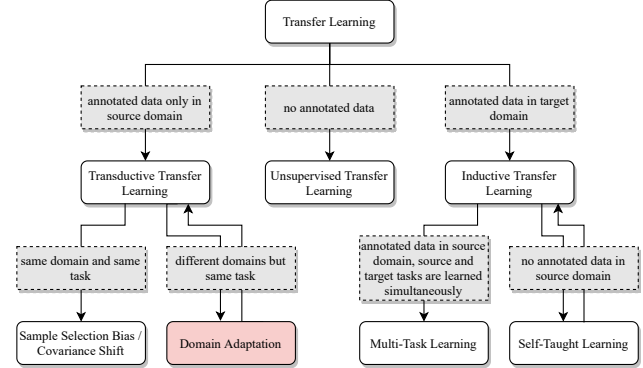 Transfer Learning
annotated data only in
source domain
no annotated data
annotated data in target
domain
Transductive Transfer
Learning
Unsupervised Transfer
Learning
Inductive Transfer
Learning
same domain and same
task
different domains but
same task
annotated data in source
domain, source and
target tasks are learned
simultaneously
no annotated data in
source domain
Sample Selection Bias /
Covariance Shift
Domain Adaptation
Multi-Task Learning
Self-Taught Learning